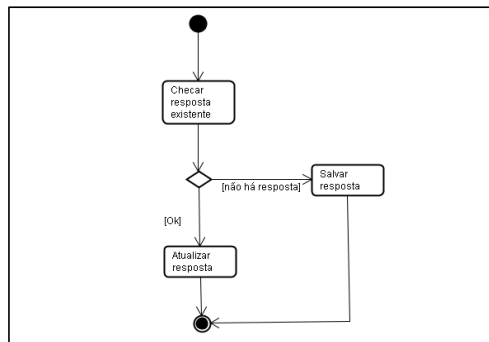 Checar
resposta
existente
[não há resposta]
Salvar
resposta
[Ok]
Atualizar
resposta